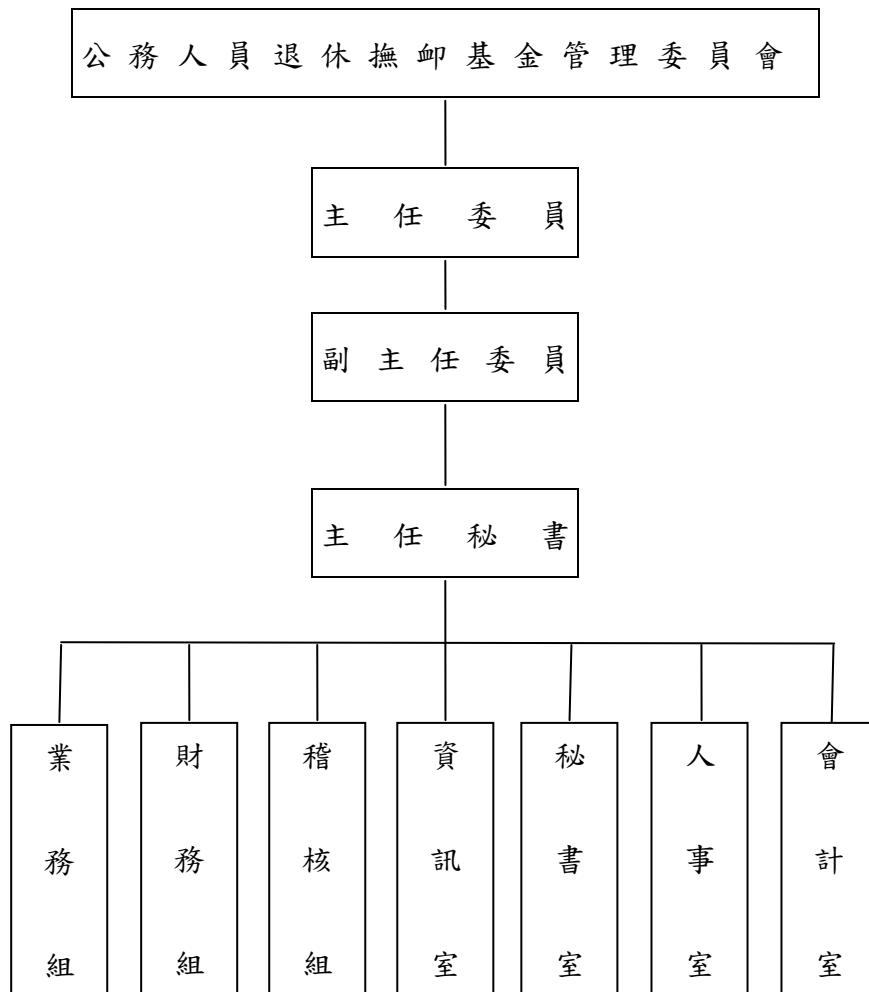 公務人員退休撫卹基金管理委員會
主任委員
副主任委員
主任秘書
業務組
財務組
稽核組
資訊室
秘書室
人事室
會計室